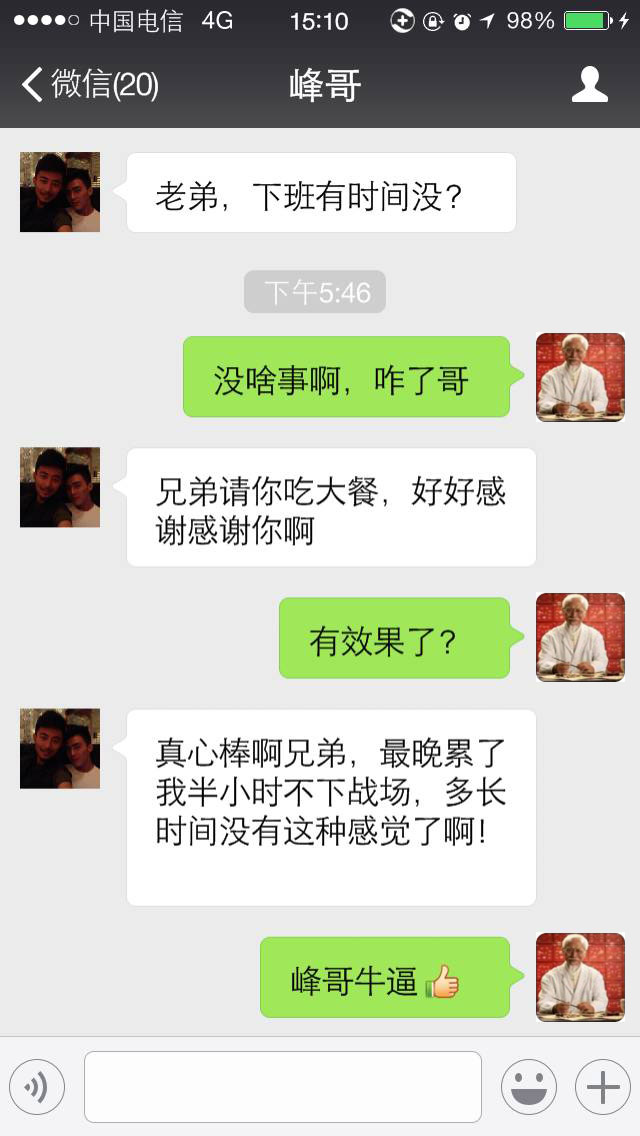 中国电信 4G 15:10 98%
微信(20) 峰哥
老弟，下班有时间没？
下午5:46
没啥事啊，咋了哥
兄弟请你吃大餐，好好感
谢感谢你啊
有效果了？
真心棒啊兄弟，最晚累了
我半小时不下战场，多长
时间没有这种感觉了啊！
峰哥牛逼👍